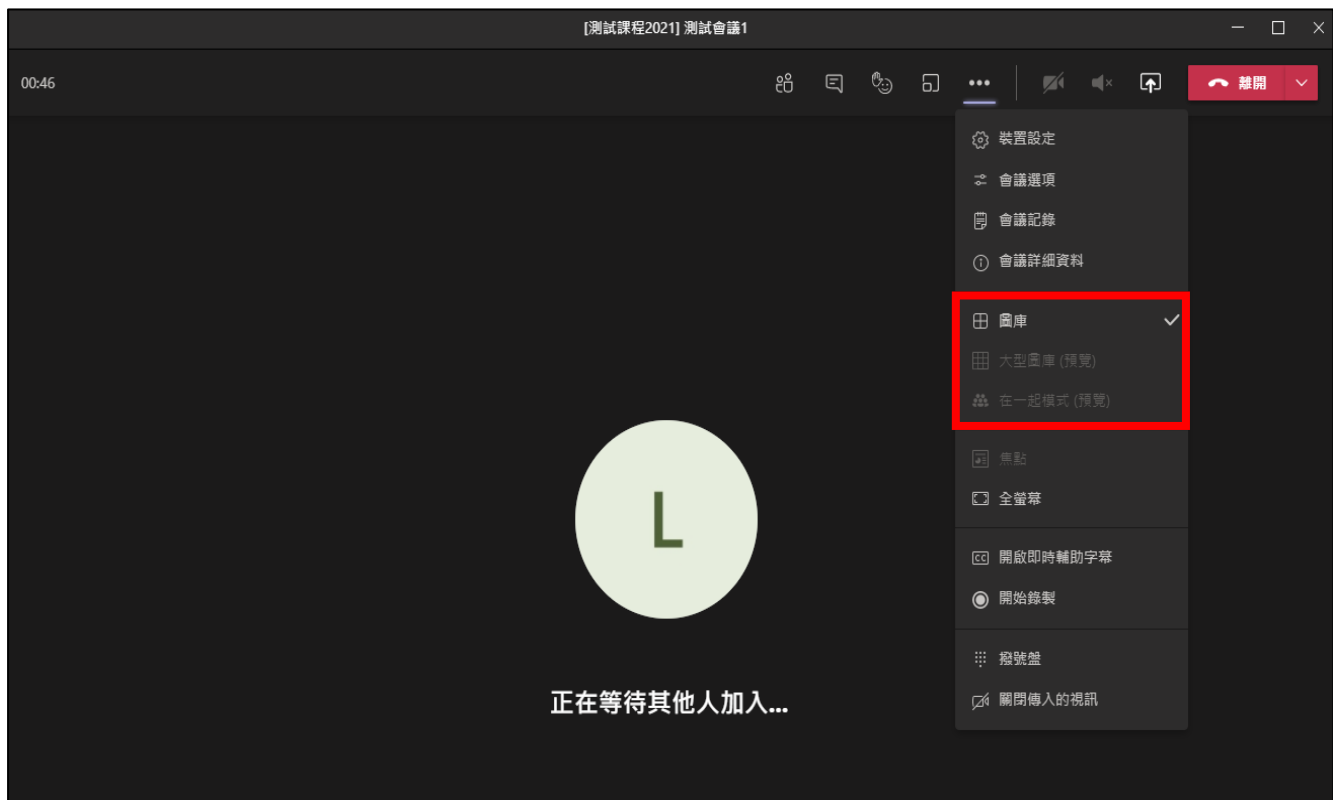 [測試課程2021] 測試會議1
00:46
離開
裝置設定
會議選項
會議記錄
會議詳細資料
圖庫
大型圖庫 (預覽)
在一起模式 (預覽)
焦點
全螢幕
CC 開啟即時輔助字幕
開始錄製
撥號盤
關閉傳入的視訊
L
正在等待其他人加入...